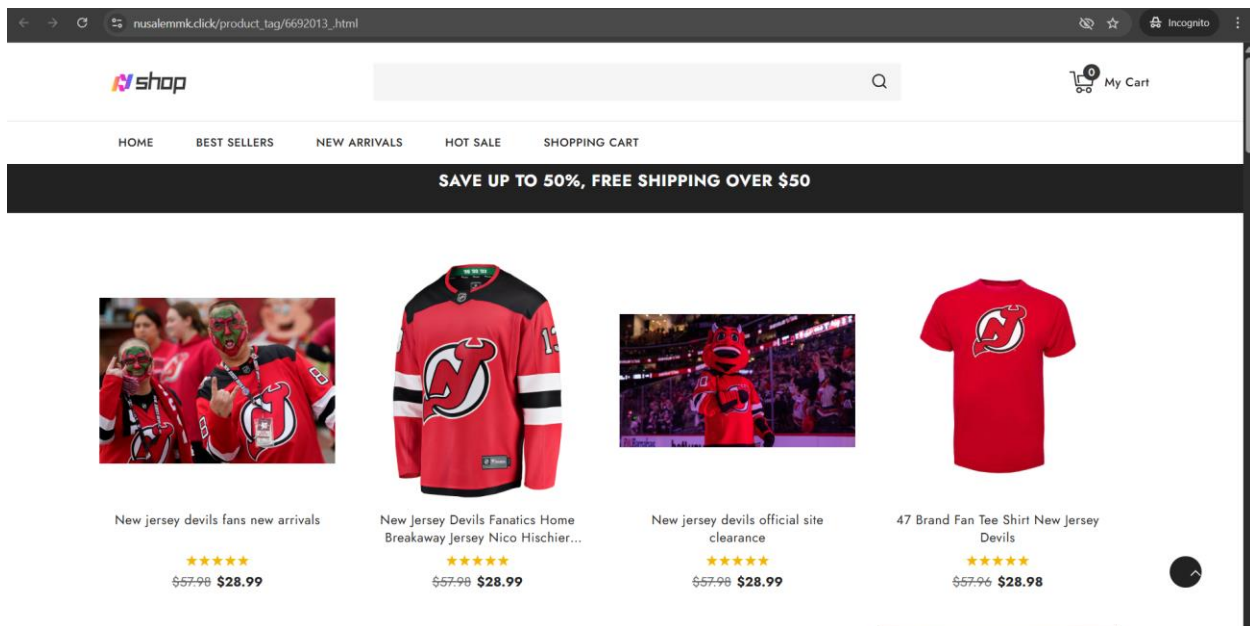 nusalemmk.click/product_tag/6692013_.html
Incognito
shop
0
My Cart
HOME BEST SELLERS NEW ARRIVALS HOT SALE SHOPPING CART
SAVE UP TO 50%, FREE SHIPPING OVER $50
New jersey devils fans new arrivals
$57.98 $28.99
New Jersey Devils Fanatics Home
Breakaway Jersey Nico Hischier...
$57.98 $28.99
New jersey devils official site
clearance
$57.98 $28.99
47 Brand Fan Tee Shirt New Jersey
Devils
$57.96 $28.98